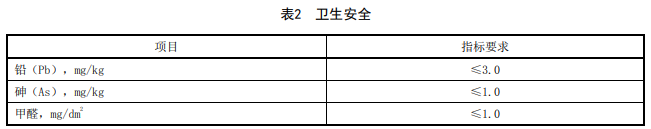 表2 卫生安全
项目 指标要求
铅（Pb），mg/kg ≤3.0
砷（As），mg/kg ≤1.0
甲醛，mg/dm² ≤1.0